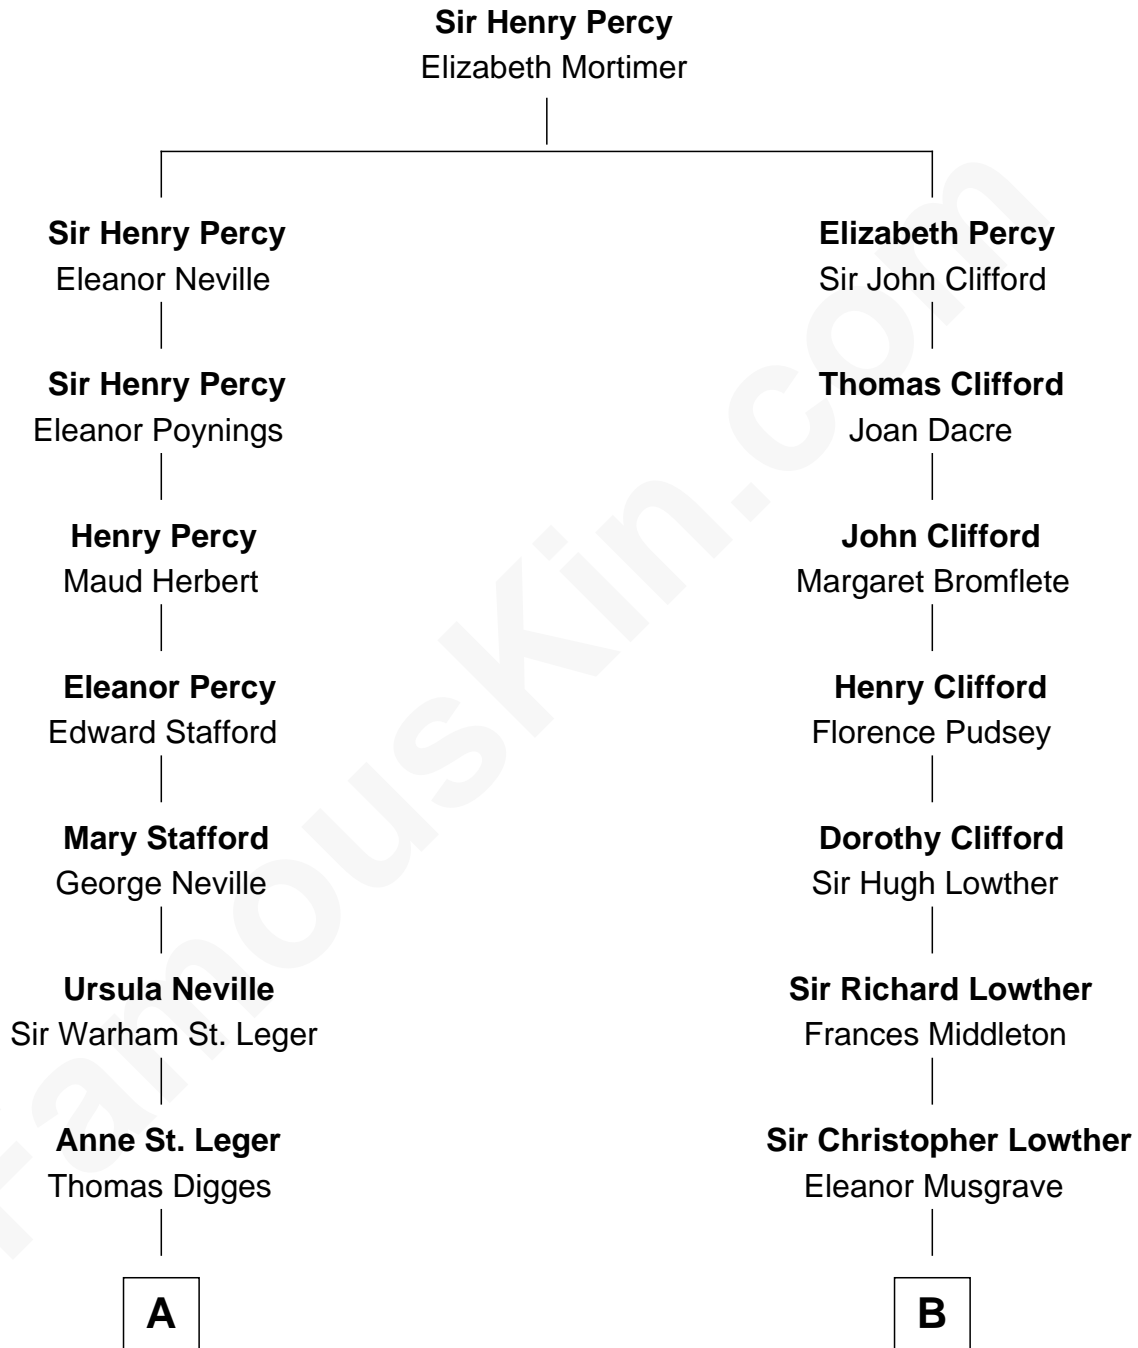 Sir Henry Percy
Elizabeth Mortimer
Sir Henry Percy
Eleanor Neville
Sir Henry Percy
Eleanor Poynings
Henry Percy
Maud Herbert
Eleanor Percy
Edward Stafford
Mary Stafford
George Neville
Ursula Neville
Sir Warham St. Leger
Anne St. Leger
Thomas Digges
A
Elizabeth Percy
Sir John Clifford
Thomas Clifford
Joan Dacre
John Clifford
Margaret Bromflete
Henry Clifford
Florence Pudsey
Dorothy Clifford
Sir Hugh Lowther
Sir Richard Lowther
Frances Middleton
Sir Christopher Lowther
Eleanor Musgrave
B
FamousKin.com